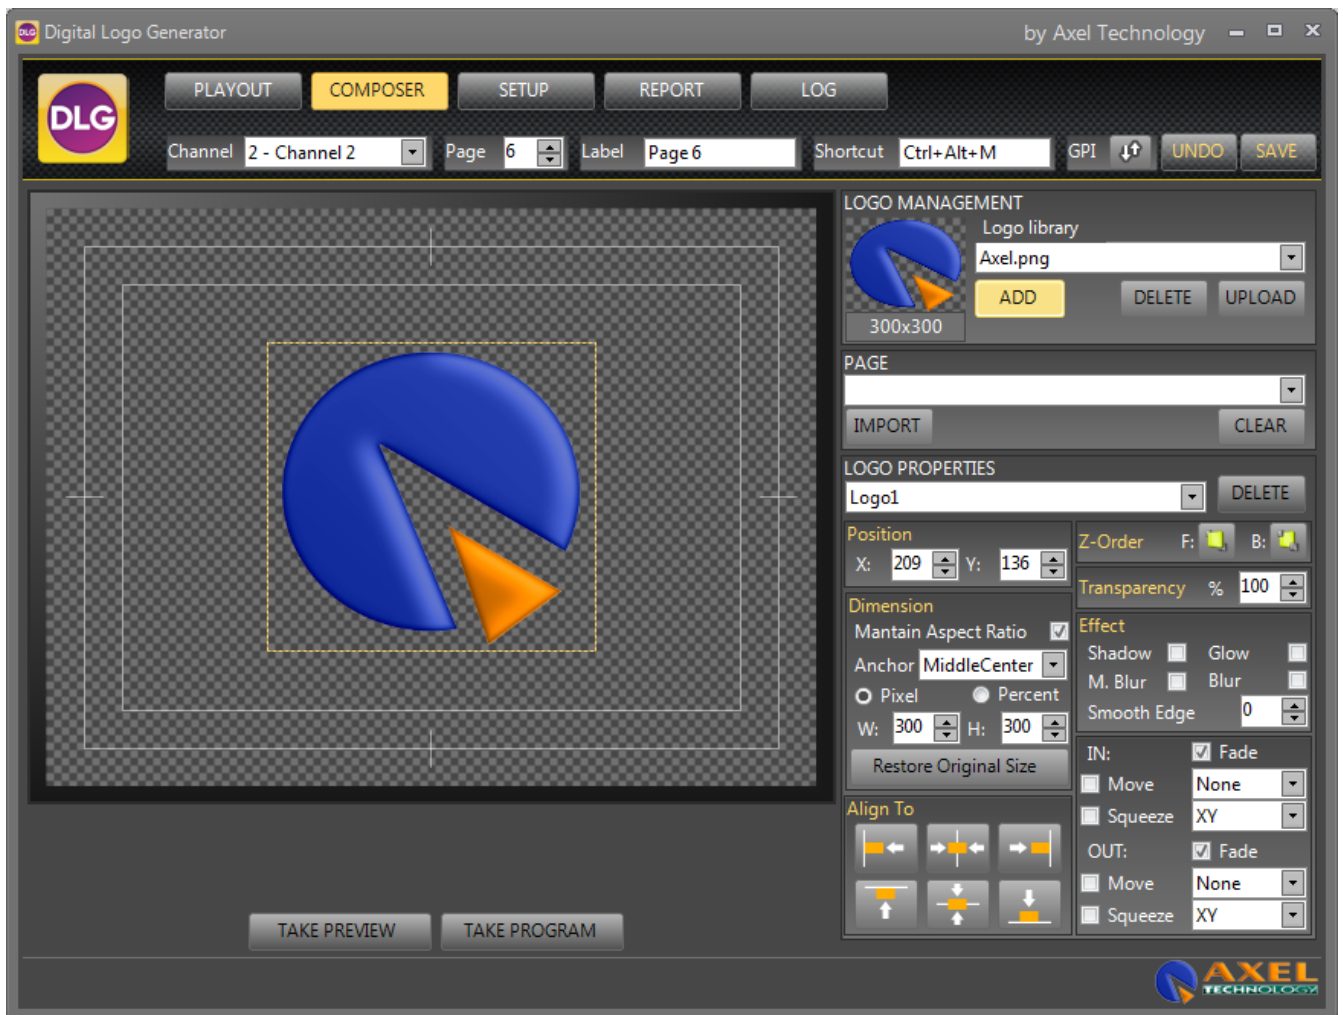 DLG Digital Logo Generator by Axel Technology
DLG PLAYOUT COMPOSER SETUP REPORT LOG
Channel 2 - Channel 2 Page 6 Label Page 6 Shortcut Ctrl+Alt+M GPI UNDO SAVE
LOGO MANAGEMENT
Logo library
Axel.png
ADD DELETE UPLOAD
300x300
PAGE
IMPORT CLEAR
LOGO PROPERTIES
Logo1 DELETE
Position
X: 209 Y: 136
Z-Order F: B:
Transparency % 100
Dimension
Mantain Aspect Ratio
Anchor MiddleCenter
Pixel Percent
W: 300 H: 300
Restore Original Size
Effect
Shadow Glow
M. Blur Blur
Smooth Edge 0
Align To
IN: Fade
Move None
Squeeze XY
OUT: Fade
Move None
Squeeze XY
TAKE PREVIEW TAKE PROGRAM
AXEL
TECHNOLOGY